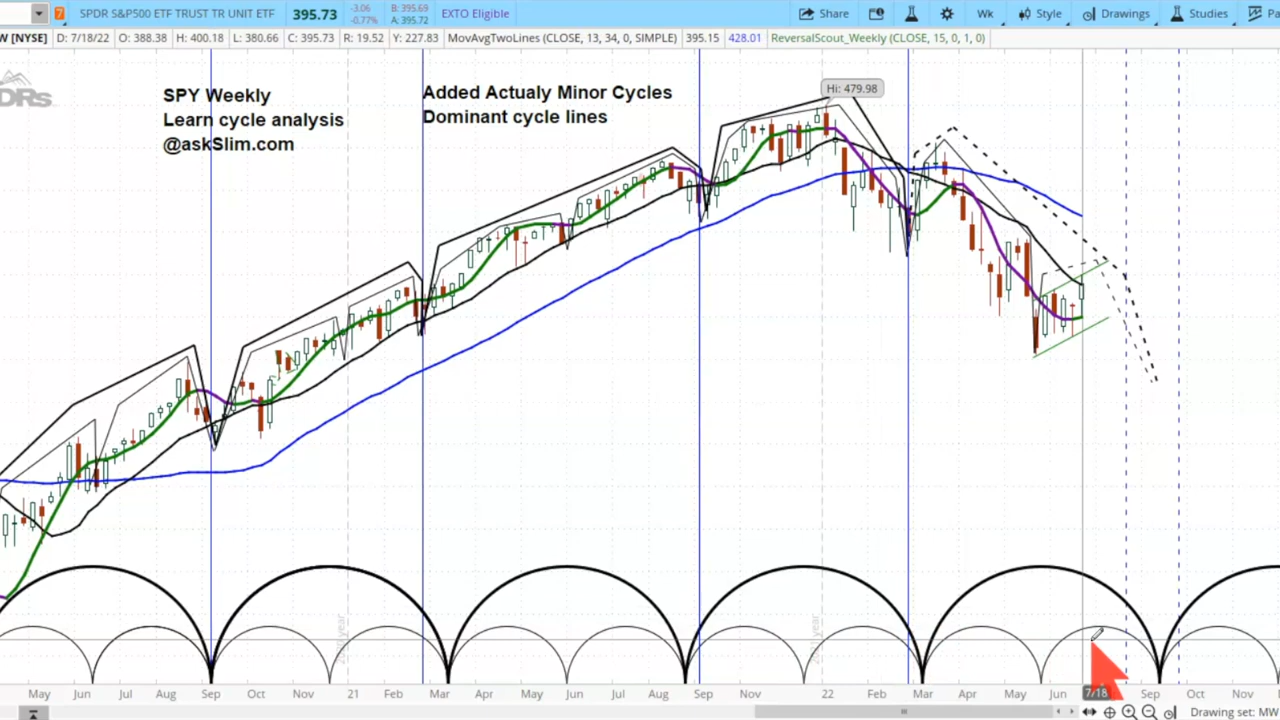 7 SPDR S&P500 ETF TRUST TR UNIT ETF 395.73 -3.06 -0.77% B: 395.69 A: 395.72 EXTO Eligible Share Wk Style Drawings Studies Pa
W [NYSE] D: 7/18/22 O: 388.38 H: 400.18 L: 380.66 C: 395.73 R: 19.52 Y: 227.83 MovAvgTwoLines (CLOSE, 13, 34, 0, SIMPLE) 395.15 428.01 ReversalScout_Weekly (CLOSE, 15, 0, 1, 0)
DRs
SPY Weekly
Learn cycle analysis
@askSlim.com
Added Actualy Minor Cycles
Dominant cycle lines
Hi: 479.98
May Jun Jul Aug Sep Oct Nov 21 Feb Mar Apr May Jun Jul Aug Sep Nov 22 Feb Mar Apr May Jun 7/18 Sep Oct Nov
Drawing set: MW